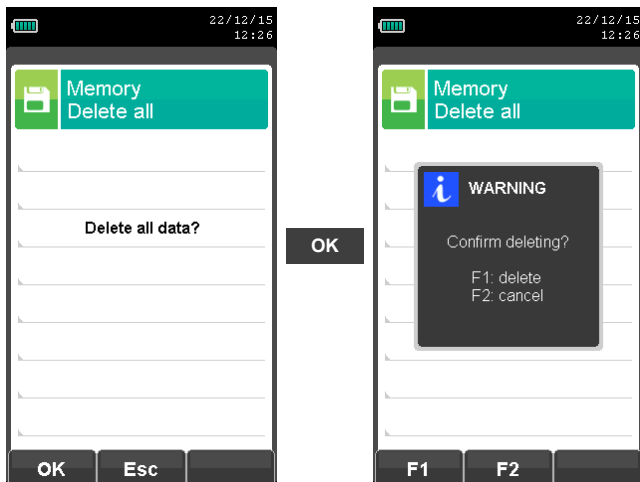 22/12/15
12:26
Memory
Delete all
Delete all data?
OK Esc
OK
22/12/15
12:26
Memory
Delete all
WARNING
Confirm deleting?
F1: delete
F2: cancel
F1 F2